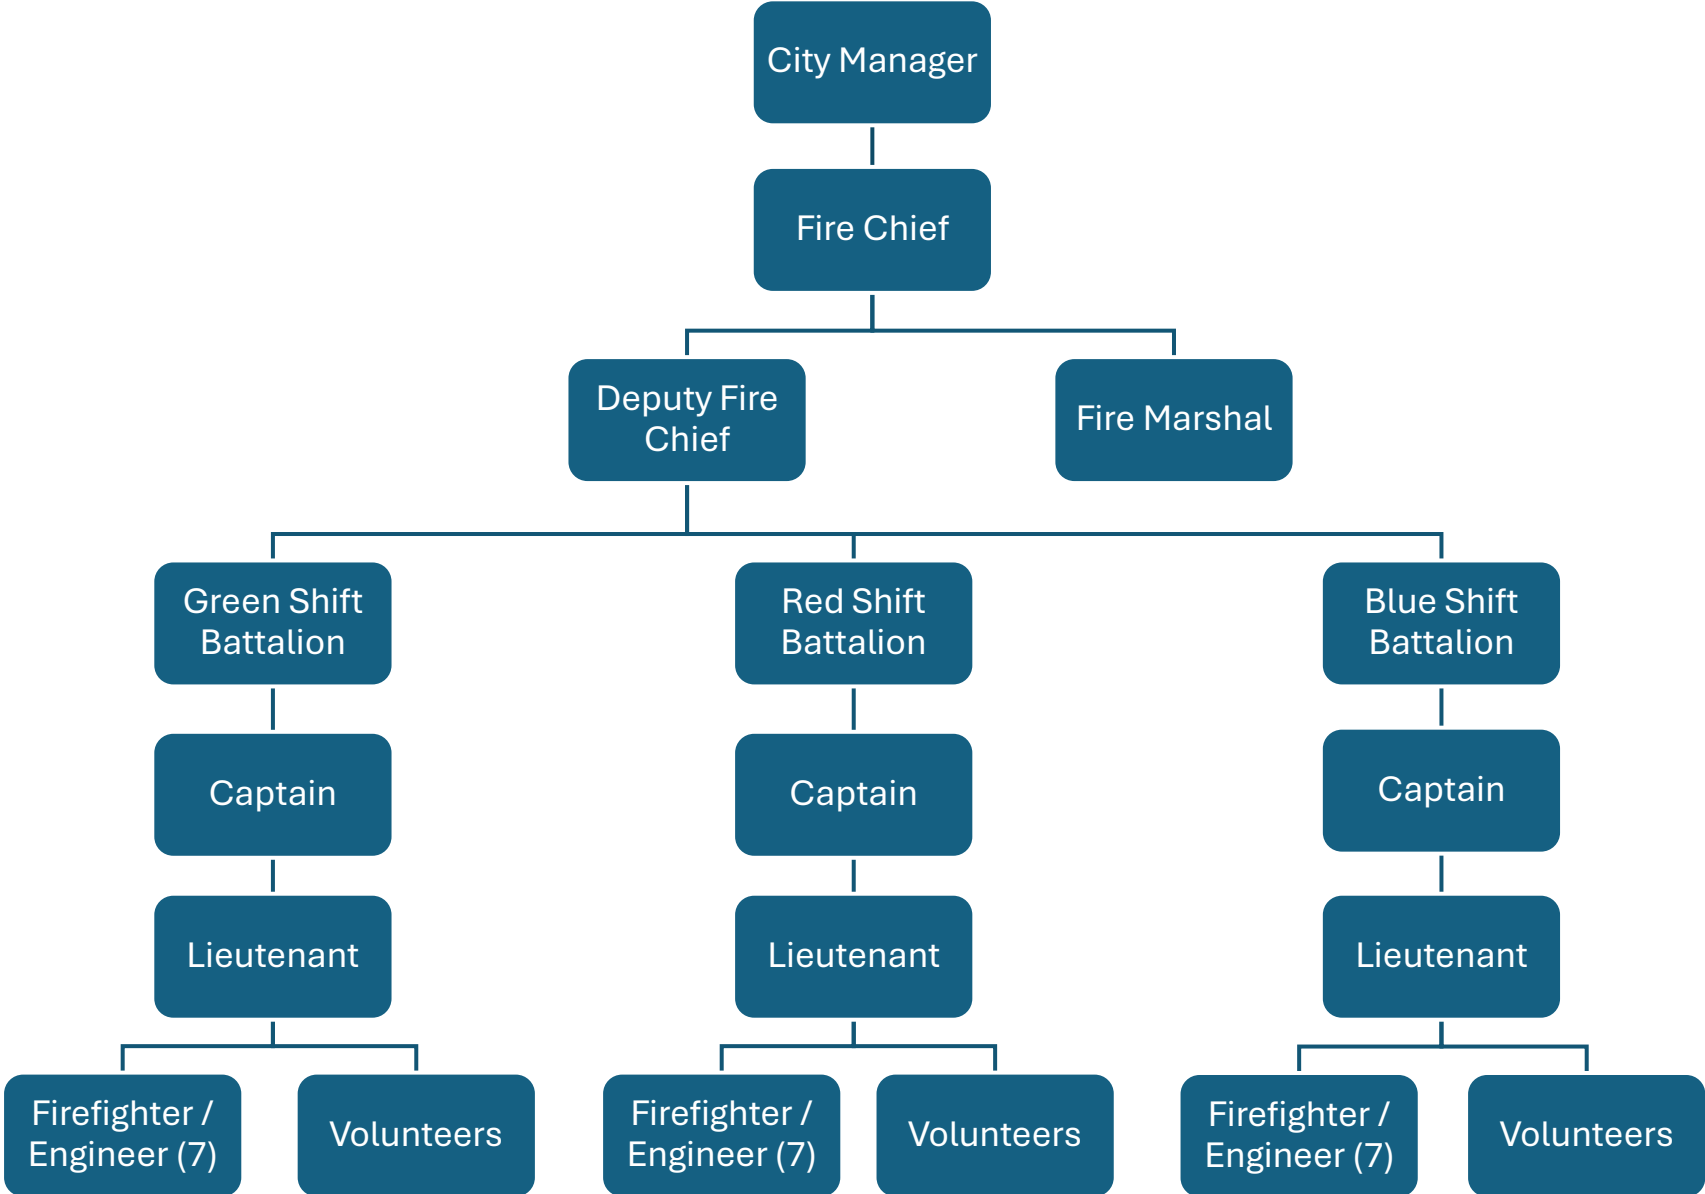 City Manager
Fire Chief
Deputy Fire
Chief
Fire Marshal
Green Shift
Battalion
Red Shift
Battalion
Blue Shift
Battalion
Captain
Captain
Captain
Lieutenant
Lieutenant
Lieutenant
Firefighter /
Engineer (7)
Volunteers
Firefighter /
Engineer (7)
Volunteers
Firefighter /
Engineer (7)
Volunteers